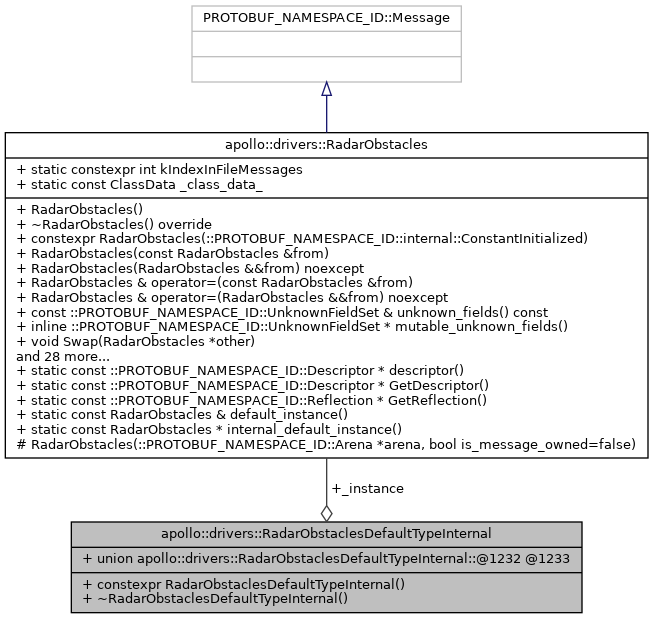 PROTOBUF_NAMESPACE_ID::Message
apollo::drivers::RadarObstacles
+ static constexpr int kIndexInFileMessages
+ static const ClassData _class_data_
+ RadarObstacles()
+ ~RadarObstacles() override
+ constexpr RadarObstacles(::PROTOBUF_NAMESPACE_ID::internal::ConstantInitialized)
+ RadarObstacles(const RadarObstacles &from)
+ RadarObstacles(RadarObstacles &&from) noexcept
+ RadarObstacles & operator=(const RadarObstacles &from)
+ RadarObstacles & operator=(RadarObstacles &&from) noexcept
+ const ::PROTOBUF_NAMESPACE_ID::UnknownFieldSet & unknown_fields() const
+ inline ::PROTOBUF_NAMESPACE_ID::UnknownFieldSet * mutable_unknown_fields()
+ void Swap(RadarObstacles *other)
and 28 more...
+ static const ::PROTOBUF_NAMESPACE_ID::Descriptor * descriptor()
+ static const ::PROTOBUF_NAMESPACE_ID::Descriptor * GetDescriptor()
+ static const ::PROTOBUF_NAMESPACE_ID::Reflection * GetReflection()
+ static const RadarObstacles & default_instance()
+ static const RadarObstacles * internal_default_instance()
# RadarObstacles(::PROTOBUF_NAMESPACE_ID::Arena *arena, bool is_message_owned=false)
+_instance
apollo::drivers::RadarObstaclesDefaultTypeInternal
+ union apollo::drivers::RadarObstaclesDefaultTypeInternal::@1232 @1233
+ constexpr RadarObstaclesDefaultTypeInternal()
+ ~RadarObstaclesDefaultTypeInternal()